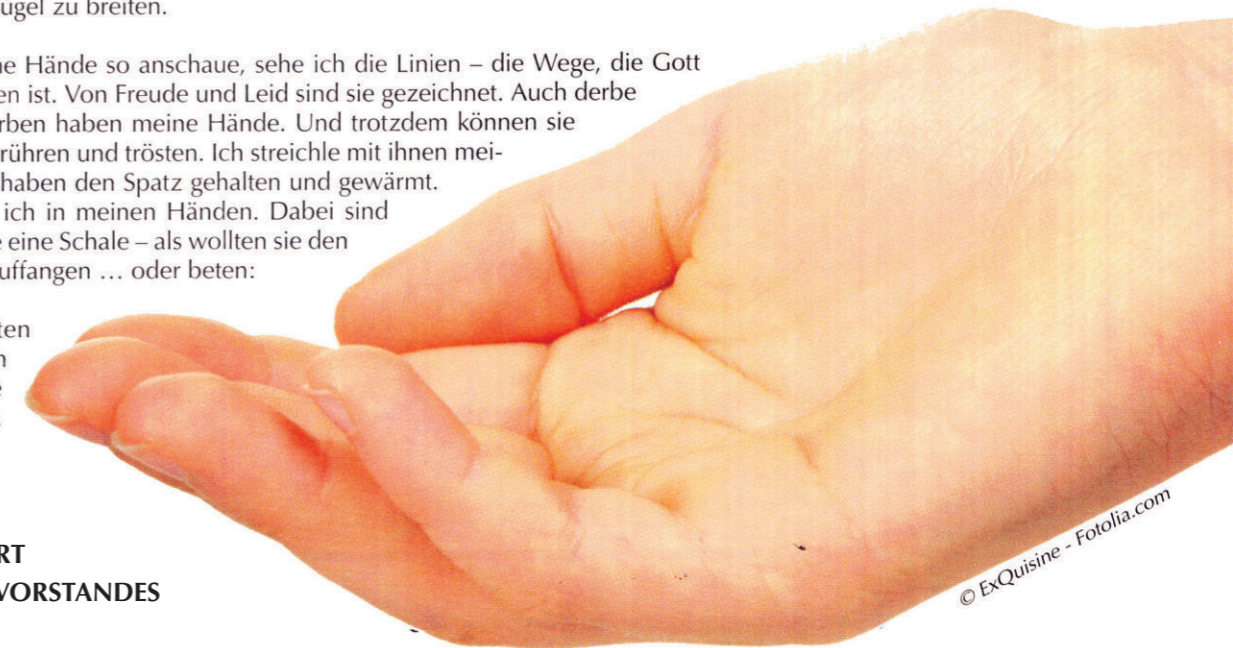 ügel zu breiten.
ne Hände so anschaue, sehe ich die Linien – die Wege, die Gott
en ist. Von Freude und Leid sind sie gezeichnet. Auch derbe
rben haben meine Hände. Und trotzdem können sie
rühren und trösten. Ich streichle mit ihnen mei-
haben den Spatz gehalten und gewärmt.
ich in meinen Händen. Dabei sind
e eine Schale – als wollten sie den
uffangen … oder beten:
ten
n
e
RT
VORSTANDES
© ExQuisine - Fotolia.com